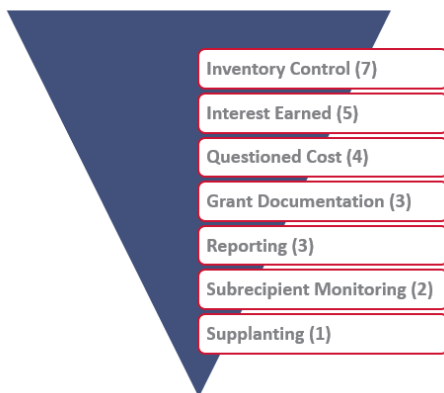 Inventory Control (7)
Interest Earned (5)
Questioned Cost (4)
Grant Documentation (3)
Reporting (3)
Subrecipient Monitoring (2)
Supplanting (1)